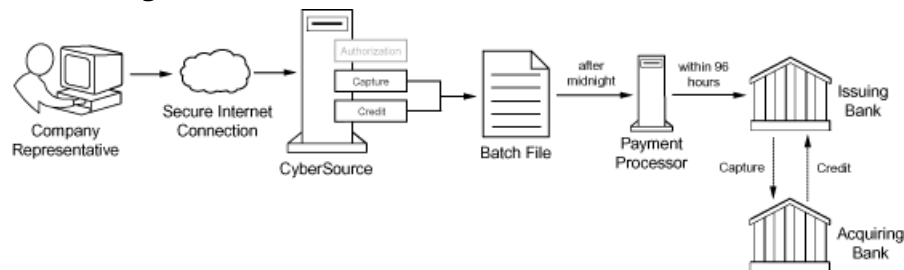 Company
Representative
Secure Internet
Connection
Authorization
Capture
Credit
CyberSource
Batch File
after
midnight
Payment
Processor
within 96
hours
Issuing
Bank
Capture
Credit
Acquiring
Bank